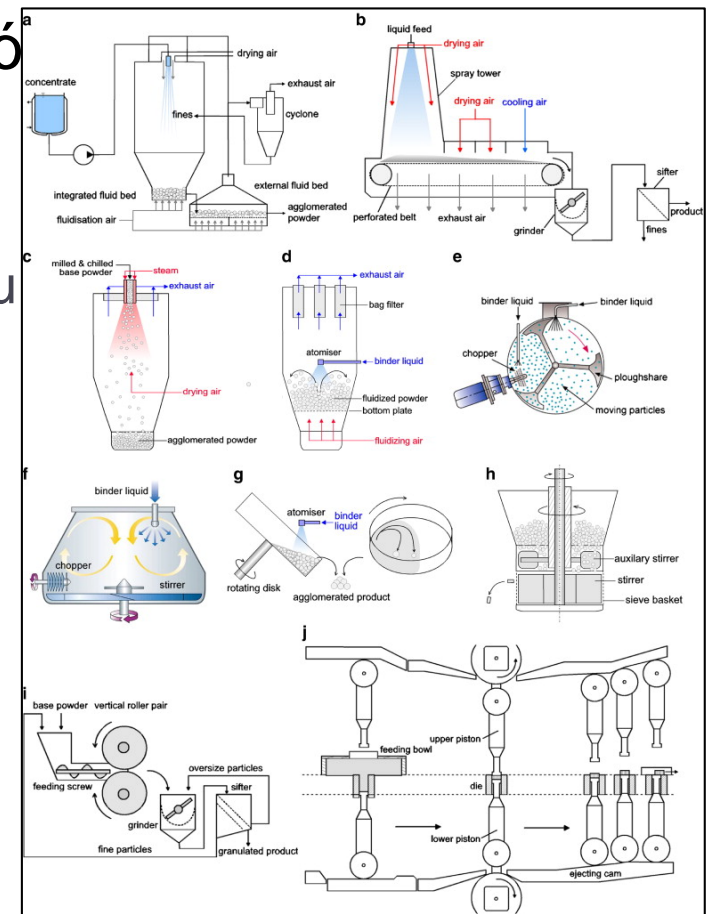 ó
u
a
drying air
concentrate
exhaust air
fines
cyclone
external fluid bed
integrated fluid bed
agglomerated
powder
fluidisation air
b
liquid feed
drying air
spray tower
drying air
cooling air
sifter
product
perforated belt
exhaust air
grinder
fines
c
milled & chilled
base powder
steam
exhaust air
drying air
agglomerated powder
d
exhaust air
bag filter
atomiser
binder liquid
fluidized powder
bottom plate
fluidizing air
e
binder liquid
binder liquid
chopper
ploughshare
moving particles
f
binder liquid
chopper
stirrer
g
atomiser
binder
liquid
rotating disk
agglomerated product
h
auxilary stirrer
stirrer
sieve basket
i
base powder
vertical roller pair
feeding screw
oversize particles
sifter
grinder
fine particles
granulated product
j
upper piston
feeding bowl
die
lower piston
ejecting cam